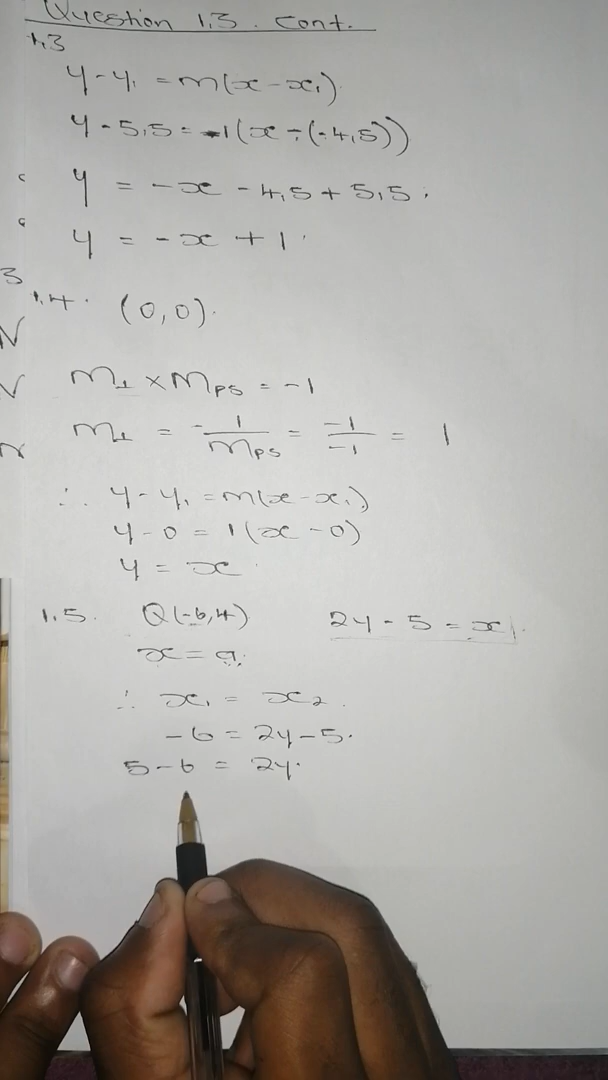 Question 1.3. cont.
1,3
y - y₁ = m(x - x₁)
y - 5,5 = -1(x - (-4,5))
y = -x - 4,5 + 5,5.
y = -x + 1.
3
1.4. (0,0).
m⊥ × mPS = -1
m⊥ = -1/mPS = -1/-1 = 1
∴ y - y₁ = m(x - x₁)
y - 0 = 1(x - 0)
y = x
1.5. Q(-6,4) 2y - 5 = x
x = a.
∴ x₁ = x₂.
-6 = 2y - 5.
5 - 6 = 2y.